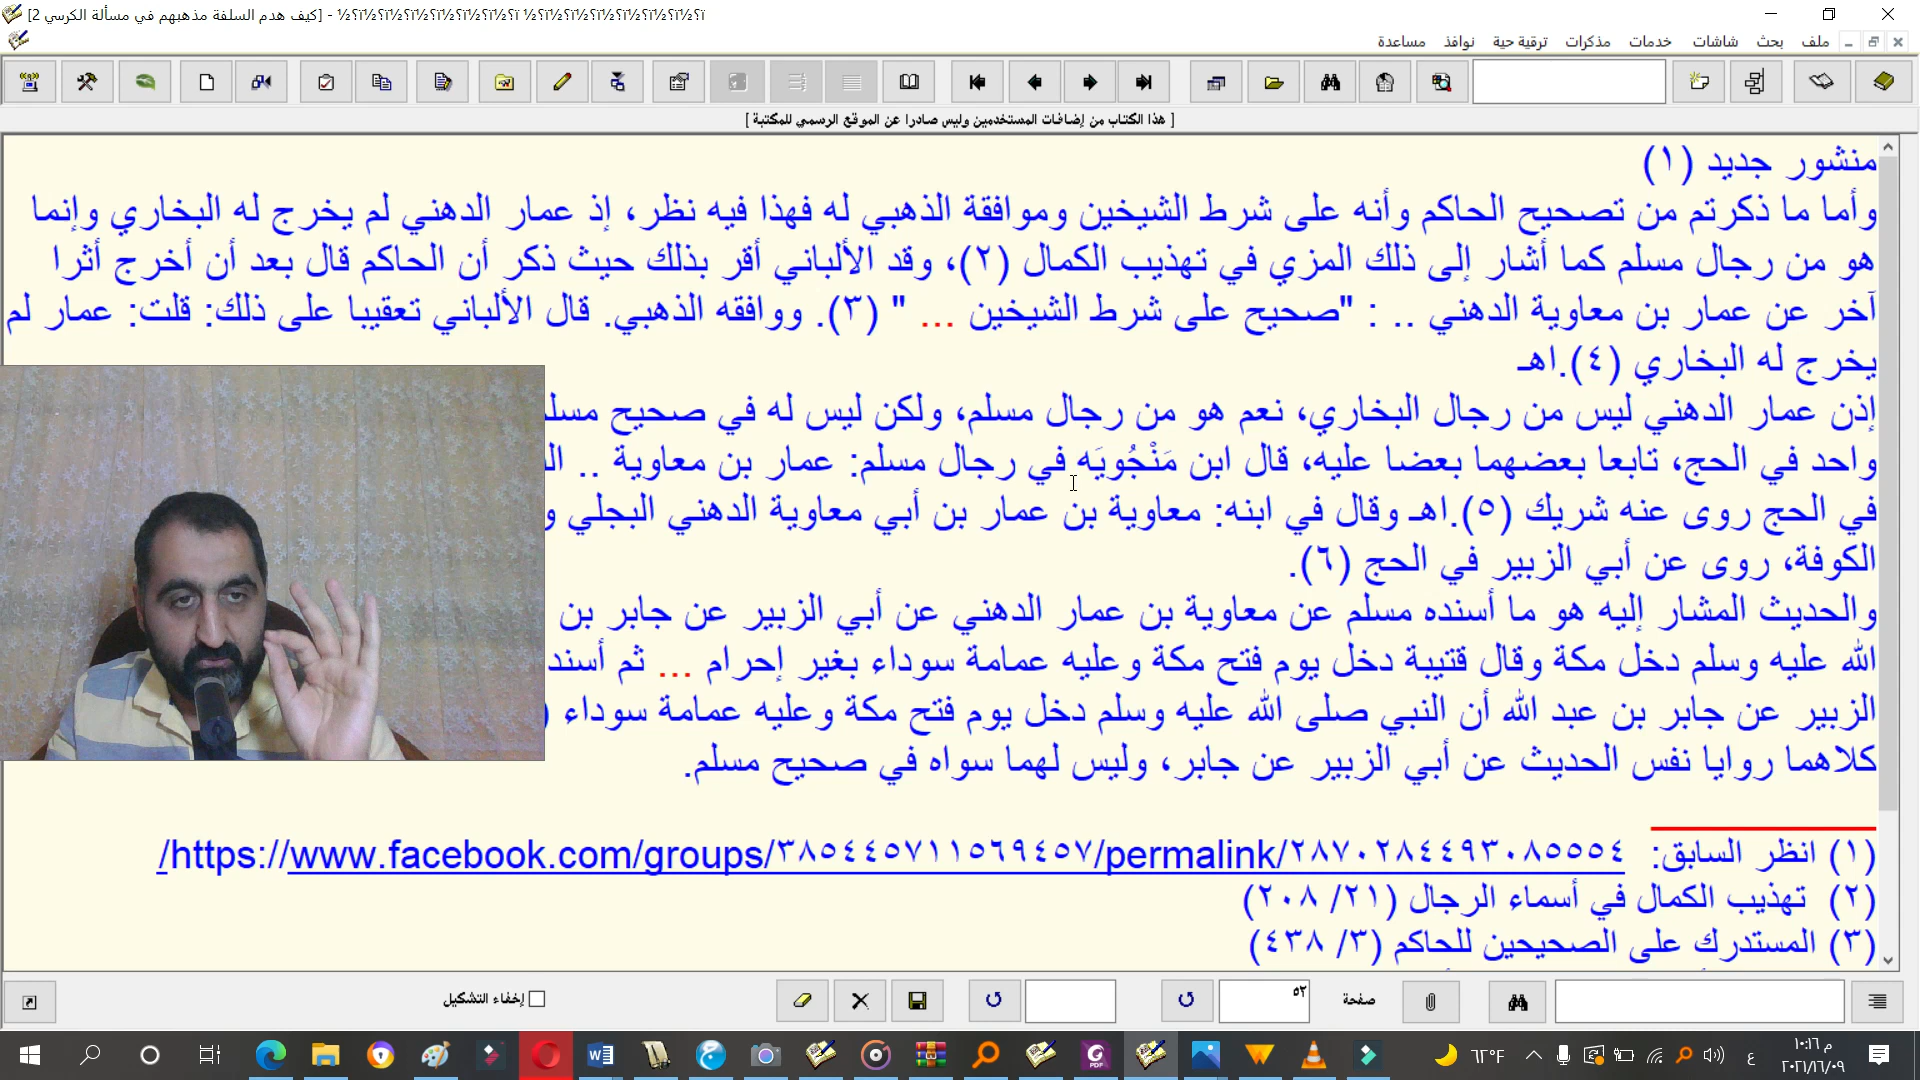 [كيف هدم السلفة مذهبهم في مسألة الكرسي 2]
ملف بحث شاشات خدمات مذكرات ترقية حية نوافذ مساعدة
[ هذا الكتاب من إضافات المستخدمين وليس صادرا عن الموقع الرسمي للمكتبة ]
منشور جديد (١)
وأما ما ذكرتم من تصحيح الحاكم وأنه على شرط الشيخين وموافقة الذهبي له فهذا فيه نظر، إذ عمار الدهني لم يخرج له البخاري وإنما
هو من رجال مسلم كما أشار إلى ذلك المزي في تهذيب الكمال (٢)، وقد الألباني أقر بذلك حيث ذكر أن الحاكم قال بعد أن أخرج أثرا
آخر عن عمار بن معاوية الدهني .. : "صحيح على شرط الشيخين ... " (٣). ووافقه الذهبي. قال الألباني تعقيبا على ذلك: قلت: عمار لم
يخرج له البخاري (٤).اهـ
إذن عمار الدهني ليس من رجال البخاري، نعم هو من رجال مسلم، ولكن ليس له في صحيح مسلم
واحد في الحج، تابعا بعضهما بعضا عليه، قال ابن مَنْجُويَه في رجال مسلم: عمار بن معاوية ..
في الحج روى عنه شريك (٥).اهـ وقال في ابنه: معاوية بن عمار بن أبي معاوية الدهني البجلي
الكوفة، روى عن أبي الزبير في الحج (٦).
والحديث المشار إليه هو ما أسنده مسلم عن معاوية بن عمار الدهني عن أبي الزبير عن جابر بن
الله عليه وسلم دخل مكة وقال قتيبة دخل يوم فتح مكة وعليه عمامة سوداء بغير إحرام ... ثم أسند
الزبير عن جابر بن عبد الله أن النبي صلى الله عليه وسلم دخل يوم فتح مكة وعليه عمامة سوداء
كلاهما روايا نفس الحديث عن أبي الزبير عن جابر، وليس لهما سواه في صحيح مسلم.
(١) انظر السابق: https://www.facebook.com/groups/٣٨٥٤٤٥٧١١٥٦٩٤٥٧/permalink/٢٨٧٠٢٨٤٤٩٣٠٨٥٥٥٤/
(٢) تهذيب الكمال في أسماء الرجال (٢١/ ٢٠٨)
(٣) المستدرك على الصحيحين للحاكم (٣/ ٤٣٨)
صفحة ٥٢ إخفاء التشكيل
٦٢°F ع ١٠:١٦ م
٢٠٢١/١٦/٠٩